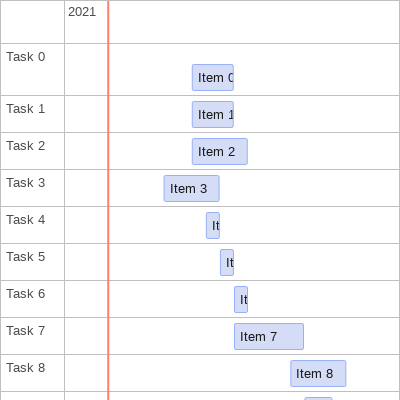 2021
Task 0
Item 0
Task 1
Item 1
Task 2
Item 2
Task 3
Item 3
Task 4
It
Task 5
It
Task 6
It
Task 7
Item 7
Task 8
Item 8